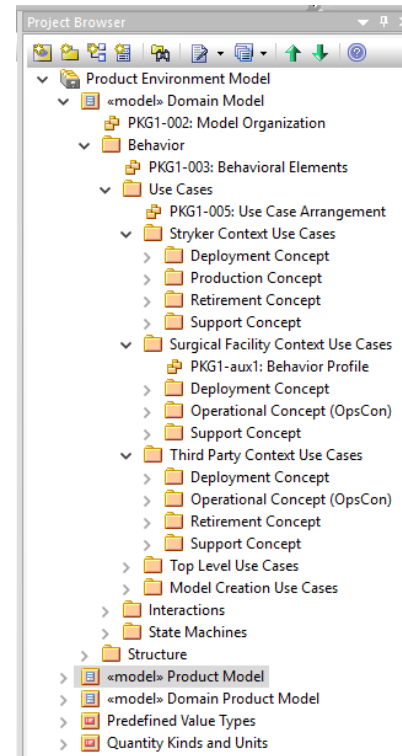 Project Browser
Product Environment Model
«model» Domain Model
PKG1-002: Model Organization
Behavior
PKG1-003: Behavioral Elements
Use Cases
PKG1-005: Use Case Arrangement
Stryker Context Use Cases
Deployment Concept
Production Concept
Retirement Concept
Support Concept
Surgical Facility Context Use Cases
PKG1-aux1: Behavior Profile
Deployment Concept
Operational Concept (OpsCon)
Support Concept
Third Party Context Use Cases
Deployment Concept
Operational Concept (OpsCon)
Retirement Concept
Support Concept
Top Level Use Cases
Model Creation Use Cases
Interactions
State Machines
Structure
«model» Product Model
«model» Domain Product Model
Predefined Value Types
Quantity Kinds and Units